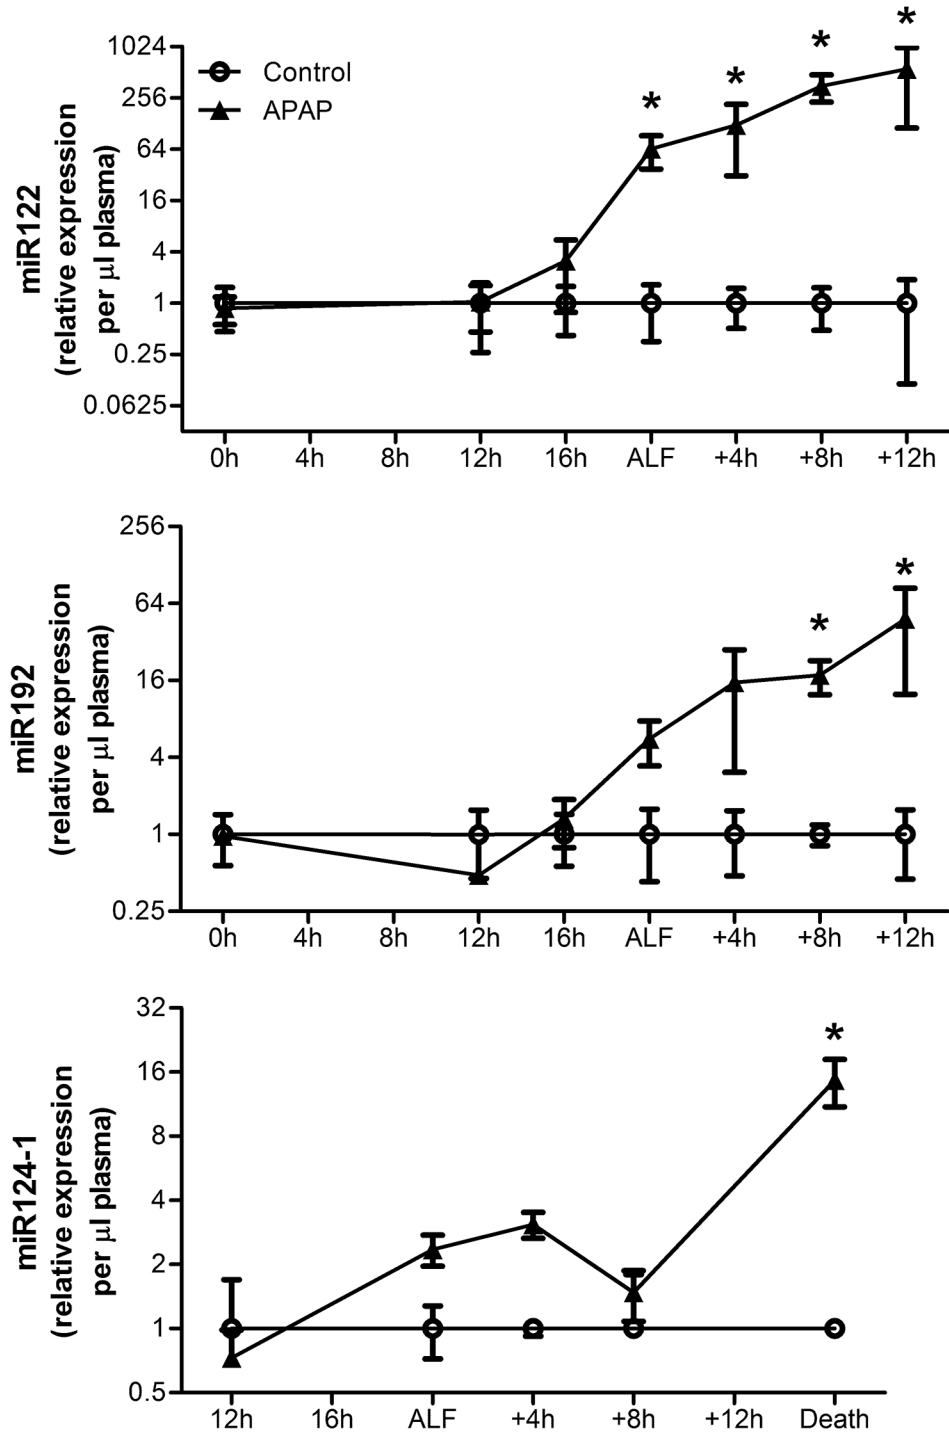 miR122
(relative expression
per μl plasma)
1024
256
64
16
4
1
0.25
0.0625
Control
APAP
*
*
*
*
0h
4h
8h
12h
16h
ALF
+4h
+8h
+12h
miR192
(relative expression
per μl plasma)
256
64
16
4
1
0.25
*
*
0h
4h
8h
12h
16h
ALF
+4h
+8h
+12h
miR124-1
(relative expression
per μl plasma)
32
16
8
4
2
1
0.5
*
12h
16h
ALF
+4h
+8h
+12h
Death